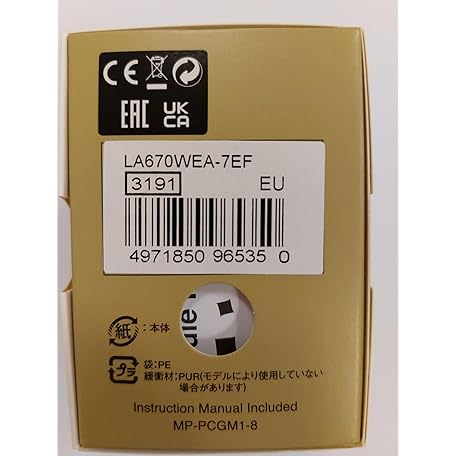 CE
EAC
UK
CA
LA670WEA-7EF
3191 EU
4971850 96535 0
ule
紙 :本体
プラ 袋:PE
緩衝材:PUR(モデルにより使用していない
場合があります)
Instruction Manual Included
MP-PCGM1-8